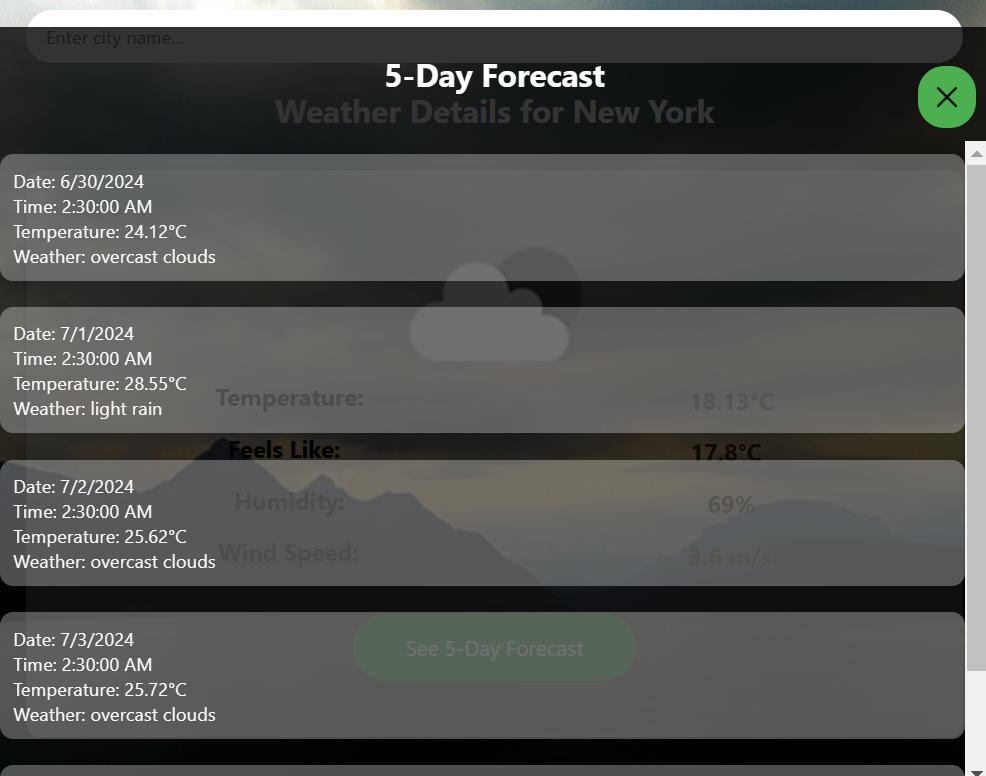 Enter city name...
5-Day Forecast
Weather Details for New York
Date: 6/30/2024
Time: 2:30:00 AM
Temperature: 24.12°C
Weather: overcast clouds
Date: 7/1/2024
Time: 2:30:00 AM
Temperature: 28.55°C
Weather: light rain
Temperature: 18.13°C
Feels Like: 17.8°C
Date: 7/2/2024
Time: 2:30:00 AM
Temperature: 25.62°C
Weather: overcast clouds
Humidity: 69%
Wind Speed: 3.6 m/s
Date: 7/3/2024
Time: 2:30:00 AM
Temperature: 25.72°C
Weather: overcast clouds
See 5-Day Forecast